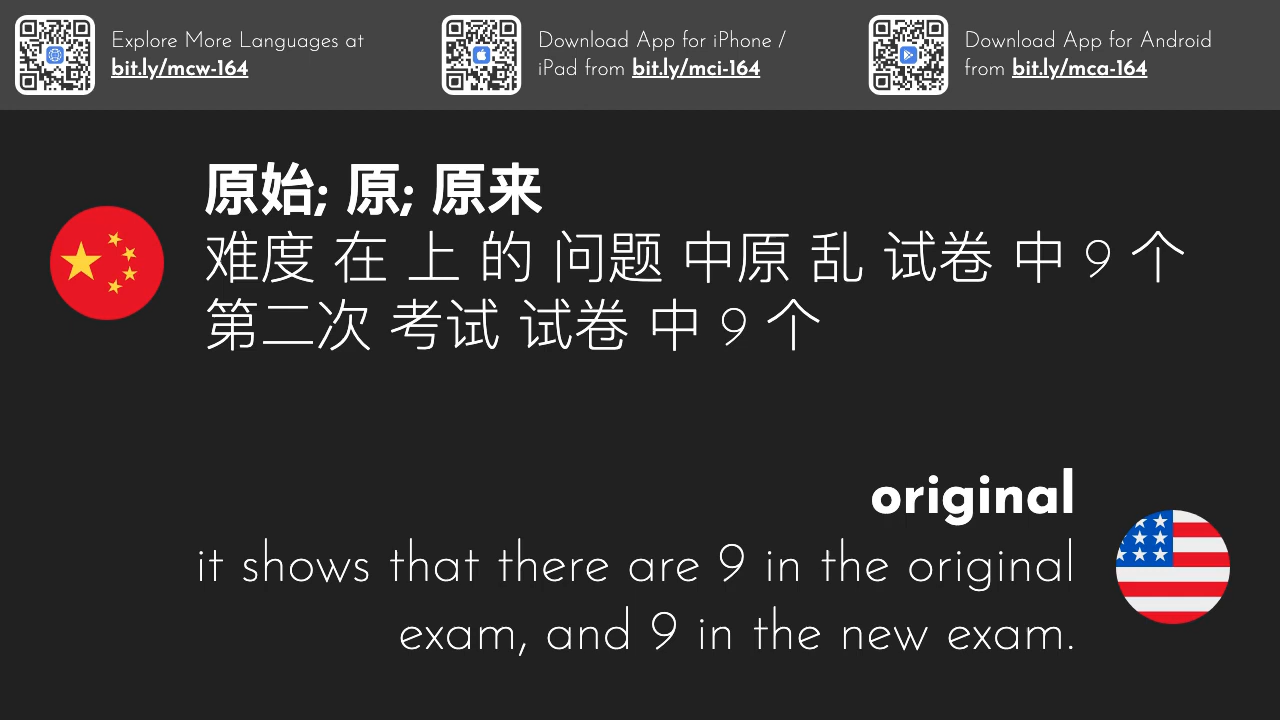 Explore More Languages at
bit.ly/mcw-164
Download App for iPhone /
iPad from bit.ly/mci-164
Download App for Android
from bit.ly/mca-164
原始; 原; 原来
难度 在 上 的 问题 中原 乱 试卷 中 9 个
第二次 考试 试卷 中 9 个
original
it shows that there are 9 in the original
exam, and 9 in the new exam.